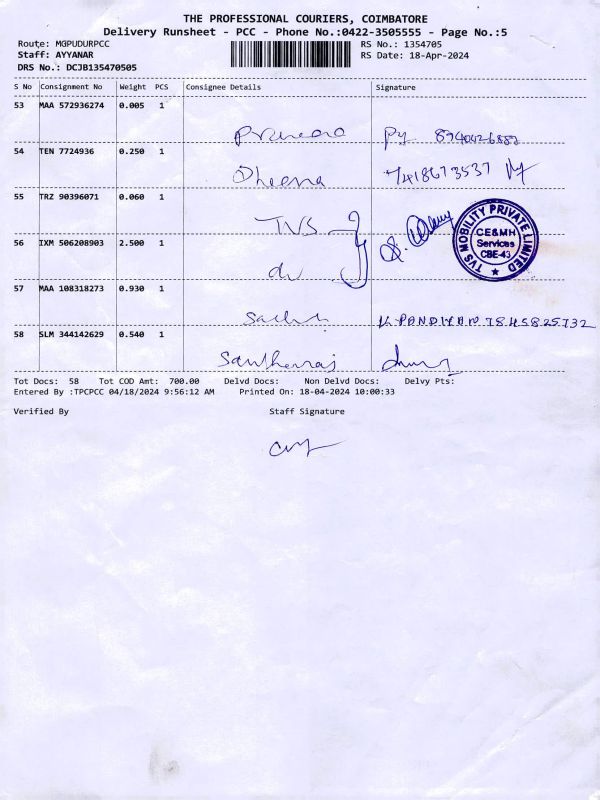 THE PROFESSIONAL COURIERS, COIMBATORE
Delivery Runsheet - PCC - Phone No.:0422-3505555 - Page No.:5
Route: MGPUDURPCC RS No.: 1354705
Staff: AYYANAR RS Date: 18-Apr-2024
DRS No.: DCJB135470505
S No Consignment No Weight PCS Consignee Details Signature
53 MAA 572936274 0.005 1
54 TEN 7724936 0.250 1
Dheena 7418673537
55 TRZ 90396071 0.060 1
TVS
TVS MOBILITY PRIVATE LIMITED
CE&MH
Services
CBE-43
56 IXM 506208903 2.500 1
57 MAA 108318273 0.930 1
K.PANDIYAN 7845825732
58 SLM 344142629 0.540 1
Tot Docs: 58 Tot COD Amt: 700.00 Delvd Docs: Non Delvd Docs: Delvy Pts:
Entered By :TPCPCC 04/18/2024 9:56:12 AM Printed On: 18-04-2024 10:00:33
Verified By Staff Signature